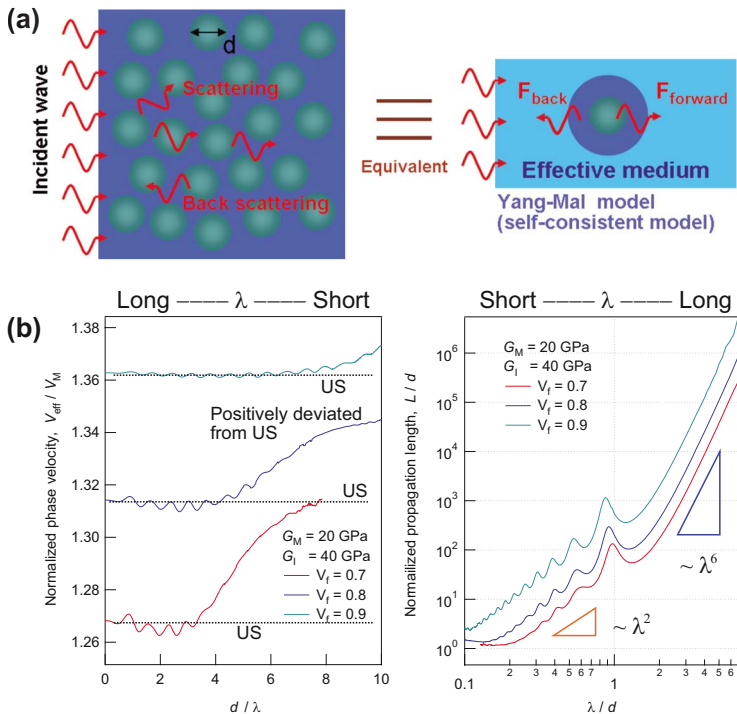 (a)
Incident wave
d
Scattering
Back scattering
Equivalent
F_back
F_forward
Effective medium
Yang-Mal model
(self-consistent model)
(b)
Long −−−− λ −−−− Short
Normalized phase velocity, V_eff / V_M
1.38
1.36
1.34
1.32
1.30
1.28
1.26
US
Positively deviated
from US
US
US
G_M = 20 GPa
G_I = 40 GPa
V_f = 0.7
V_f = 0.8
V_f = 0.9
0 2 4 6 8 10
d / λ
Short −−−− λ −−−− Long
Normailized propagation length, L / d
10^6
10^5
10^4
10^3
10^2
10^1
10^0
G_M = 20 GPa
G_I = 40 GPa
V_f = 0.7
V_f = 0.8
V_f = 0.9
~ λ^6
~ λ^2
0.1 2 3 4 5 6 7 1 2 3 4 5 6
λ / d